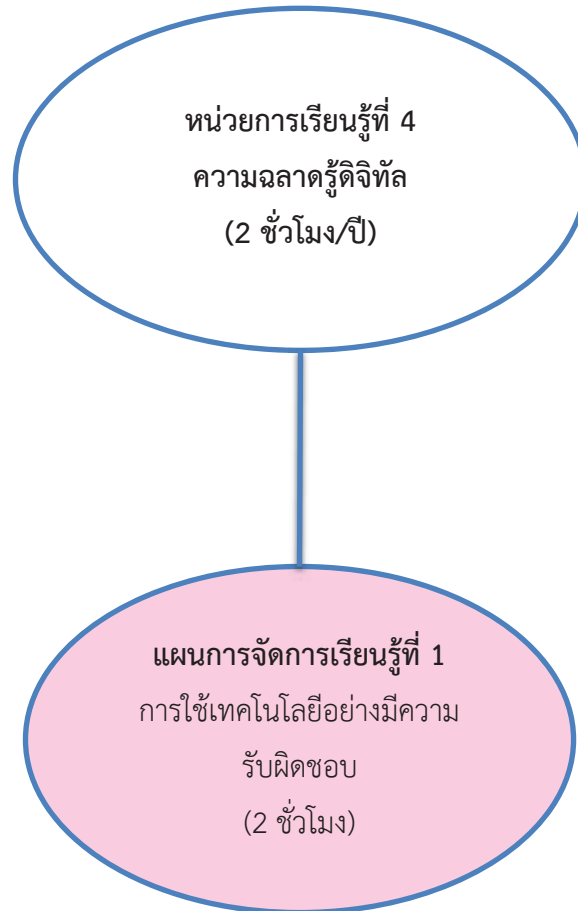 หน่วยการเรียนรู้ที่ 4
ความฉลาดรู้ดิจิทัล
(2 ชั่วโมง/ปี)
แผนการจัดการเรียนรู้ที่ 1
การใช้เทคโนโลยีอย่างมีความ
รับผิดชอบ
(2 ชั่วโมง)